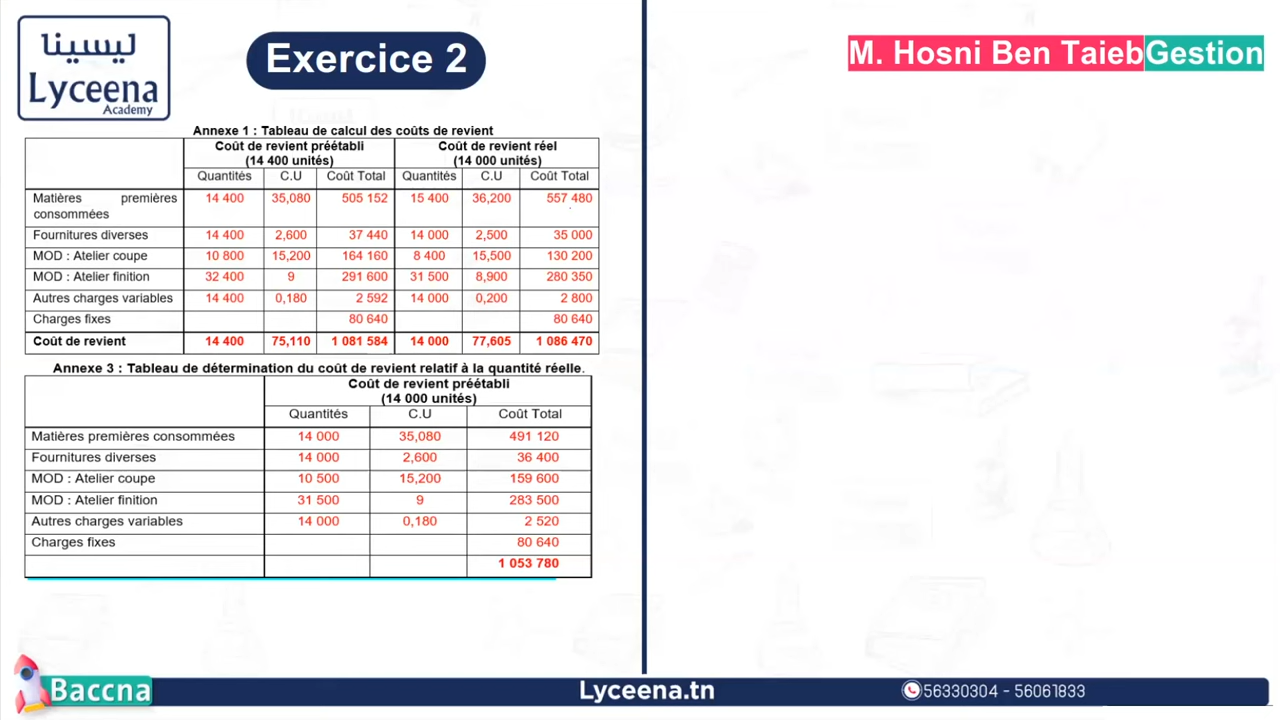 ليسينا
Lyceena
Academy
Exercice 2
M. Hosni Ben Taieb Gestion
Annexe 1 : Tableau de calcul des coûts de revient
Coût de revient préétabli (14 400 unités) Coût de revient réel (14 000 unités)
Quantités C.U Coût Total Quantités C.U Coût Total
Matières premières consommées 14 400 35,080 505 152 15 400 36,200 557 480
Fournitures diverses 14 400 2,600 37 440 14 000 2,500 35 000
MOD : Atelier coupe 10 800 15,200 164 160 8 400 15,500 130 200
MOD : Atelier finition 32 400 9 291 600 31 500 8,900 280 350
Autres charges variables 14 400 0,180 2 592 14 000 0,200 2 800
Charges fixes 80 640 80 640
Coût de revient 14 400 75,110 1 081 584 14 000 77,605 1 086 470
Annexe 3 : Tableau de détermination du coût de revient relatif à la quantité réelle.
Coût de revient préétabli
(14 000 unités)
Quantités C.U Coût Total
Matières premières consommées 14 000 35,080 491 120
Fournitures diverses 14 000 2,600 36 400
MOD : Atelier coupe 10 500 15,200 159 600
MOD : Atelier finition 31 500 9 283 500
Autres charges variables 14 000 0,180 2 520
Charges fixes 80 640
1 053 780
Baccna
Lyceena.tn
56330304 - 56061833